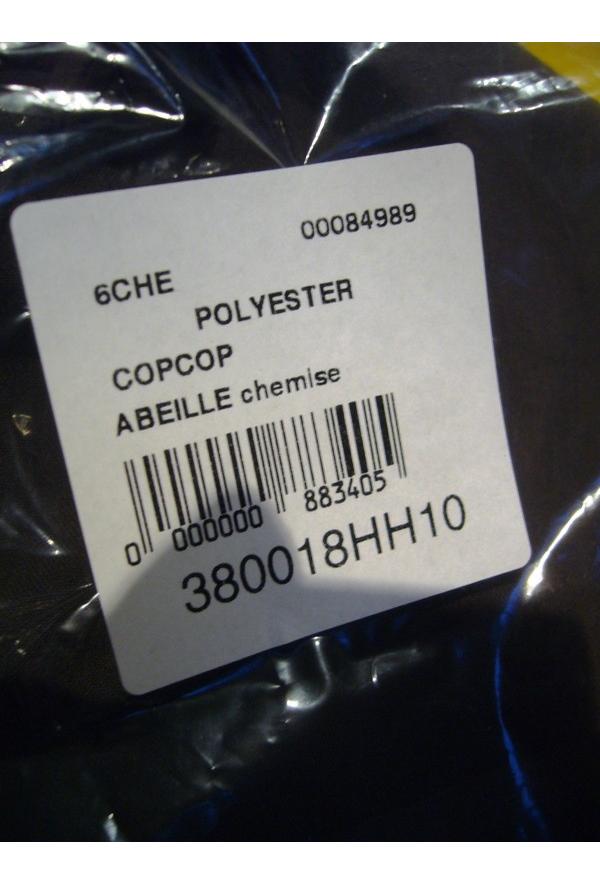 00084989
6CHE
POLYESTER
COPCOP
ABEILLE chemise
0 000000 883405
380018HH10